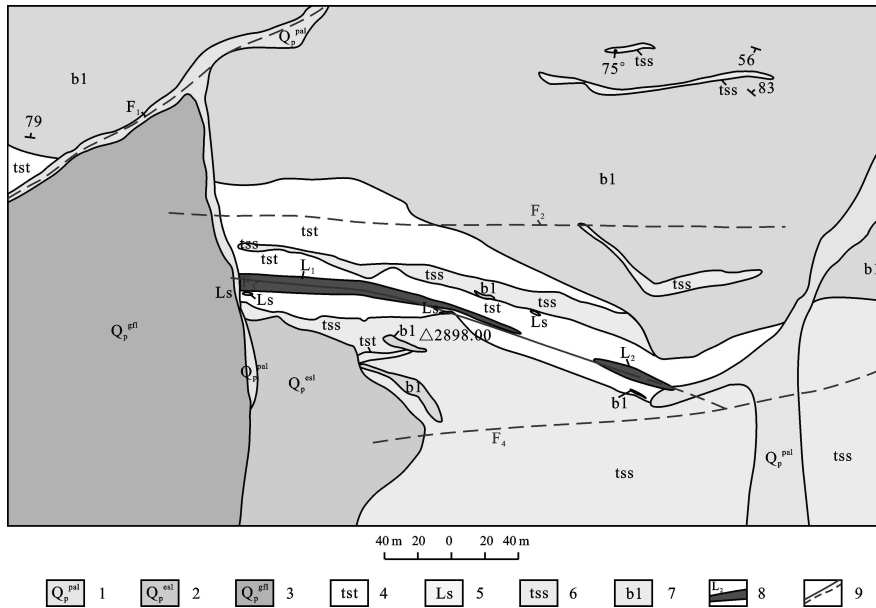 Qp^pal
b1
75° tss
56
tss 83
F1
79
tst
b1
F2
tst
tss
tst
L1
tss
b1
tss
b1
Ls
Ls
Ls
tst
Ls
tss
b1
△2898.00
tst
Qp^gfl
Qp^pal
Qp^esl
b1
L2
b1
F4
tss
Qp^pal
tss
40 m 20 0 20 40 m
Qp^pal 1 Qp^esl 2 Qp^gfl 3 tst 4 Ls 5 tss 6 b1 7 L2 8 9